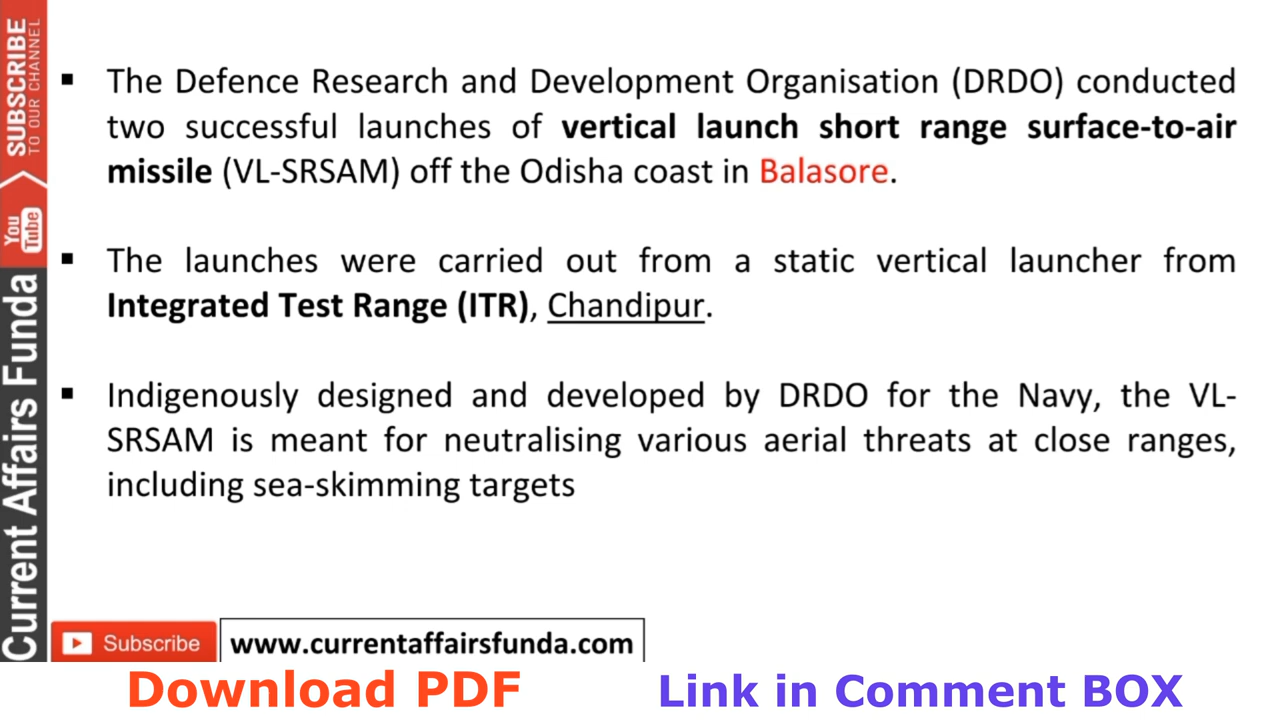 SUBSCRIBE
TO OUR CHANNEL
You
Tube
Current Affairs Funda
▪ The Defence Research and Development Organisation (DRDO) conducted
two successful launches of vertical launch short range surface-to-air
missile (VL-SRSAM) off the Odisha coast in Balasore.
▪ The launches were carried out from a static vertical launcher from
Integrated Test Range (ITR), Chandipur.
▪ Indigenously designed and developed by DRDO for the Navy, the VL-
SRSAM is meant for neutralising various aerial threats at close ranges,
including sea-skimming targets
Subscribe
www.currentaffairsfunda.com
Download PDF
Link in Comment BOX